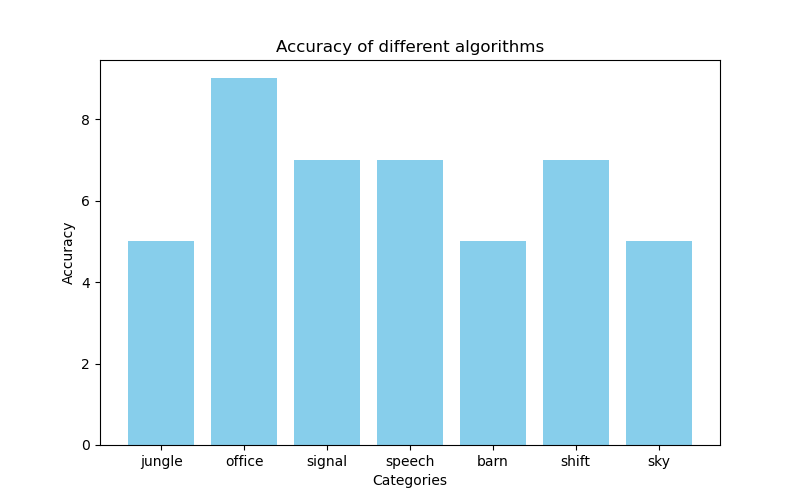 Accuracy of different algorithms
8
6
4
2
0
Accuracy
jungle office signal speech barn shift sky
Categories